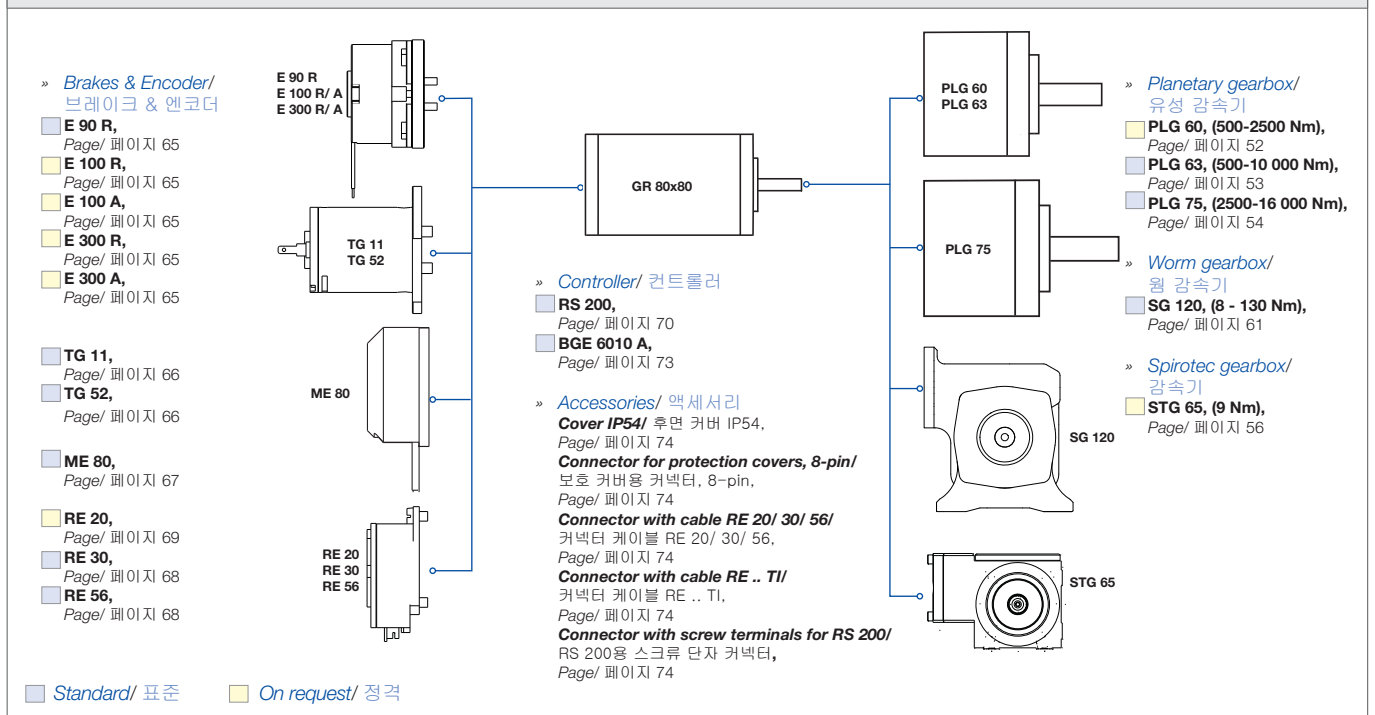 » Brakes & Encoder/
브레이크 & 엔코더
E 90 R,
Page/ 페이지 65
E 100 R,
Page/ 페이지 65
E 100 A,
Page/ 페이지 65
E 300 R,
Page/ 페이지 65
E 300 A,
Page/ 페이지 65
TG 11,
Page/ 페이지 66
TG 52,
Page/ 페이지 66
ME 80,
Page/ 페이지 67
RE 20,
Page/ 페이지 69
RE 30,
Page/ 페이지 68
RE 56,
Page/ 페이지 68
E 90 R
E 100 R/ A
E 300 R/ A
TG 11
TG 52
ME 80
RE 20
RE 30
RE 56
GR 80x80
» Controller/ 컨트롤러
RS 200,
Page/ 페이지 70
BGE 6010 A,
Page/ 페이지 73
» Accessories/ 액세서리
Cover IP54/ 후면 커버 IP54,
Page/ 페이지 74
Connector for protection covers, 8-pin/
보호 커버용 커넥터, 8-pin,
Page/ 페이지 74
Connector with cable RE 20/ 30/ 56/
커넥터 케이블 RE 20/ 30/ 56,
Page/ 페이지 74
Connector with cable RE .. TI/
커넥터 케이블 RE .. TI,
Page/ 페이지 74
Connector with screw terminals for RS 200/
RS 200용 스크류 단자 커넥터,
Page/ 페이지 74
PLG 60
PLG 63
PLG 75
SG 120
STG 65
» Planetary gearbox/
유성 감속기
PLG 60, (500-2500 Nm),
Page/ 페이지 52
PLG 63, (500-10 000 Nm),
Page/ 페이지 53
PLG 75, (2500-16 000 Nm),
Page/ 페이지 54
» Worm gearbox/
웜 감속기
SG 120, (8 - 130 Nm),
Page/ 페이지 61
» Spirotec gearbox/
감속기
STG 65, (9 Nm),
Page/ 페이지 56
Standard/ 표준
On request/ 정격